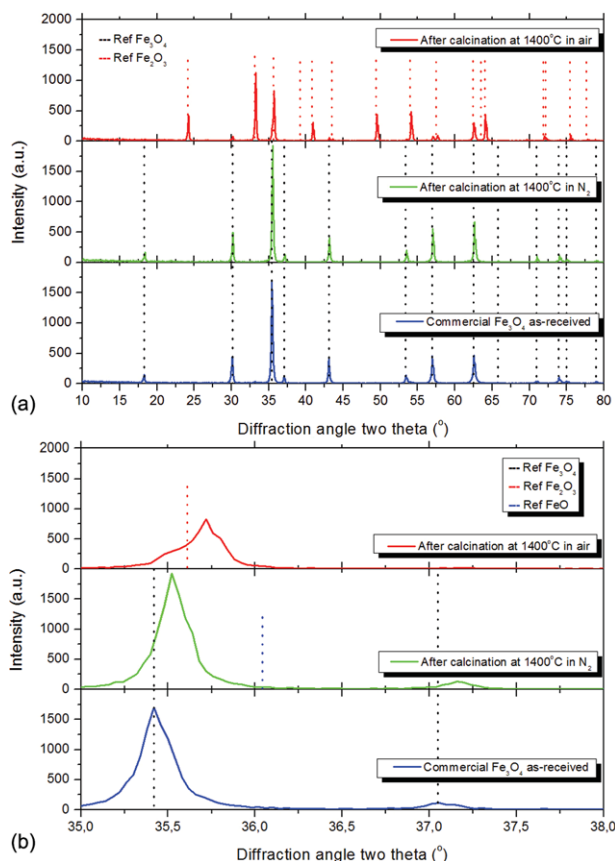 2000
1500
1000
500
0
Ref Fe₃O₄
Ref Fe₂O₃
After calcination at 1400°C in air
1500
1000
500
0
After calcination at 1400°C in N₂
1500
1000
500
0
Commercial Fe₃O₄ as-received
Intensity (a.u.)
10 15 20 25 30 35 40 45 50 55 60 65 70 75 80
Diffraction angle two theta (°)
(a)
2000
1500
1000
500
0
Ref Fe₃O₄
Ref Fe₂O₃
Ref FeO
After calcination at 1400°C in air
1500
1000
500
0
After calcination at 1400°C in N₂
1500
1000
500
0
Commercial Fe₃O₄ as-received
Intensity (a.u.)
35,0 35,5 36,0 36,5 37,0 37,5 38,0
Diffraction angle two theta (°)
(b)